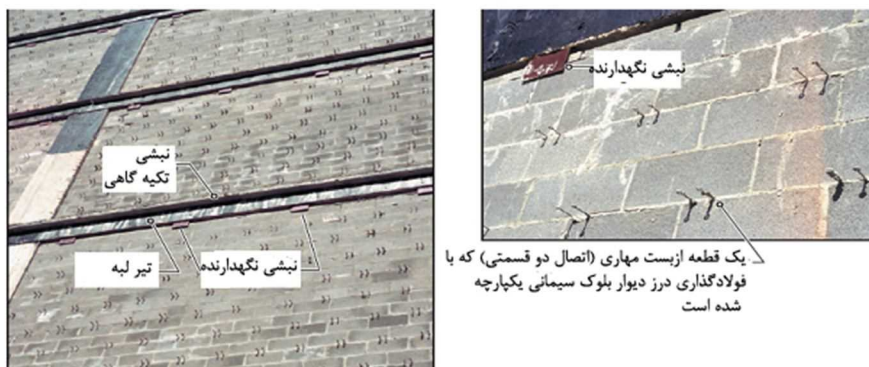 نبشی
تکیه گاهی
تیر لبه
نبشی نگهدارنده
نبشی نگهدارنده
یک قطعه ازبست مهاری (اتصال دو قسمتی) که با
فولادگذاری درز دیوار بلوک سیمانی یکپارچه
شده است